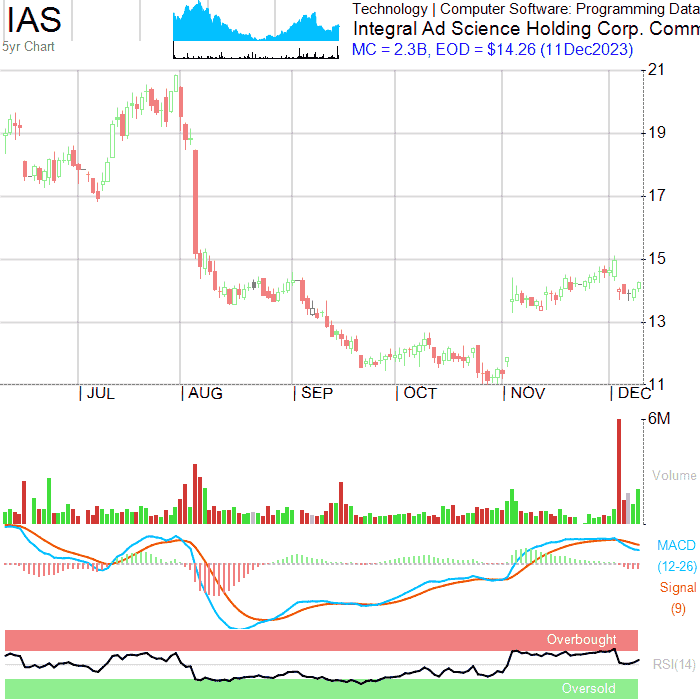 IAS
5yr Chart
Technology | Computer Software: Programming Data
Integral Ad Science Holding Corp. Comm
MC = 2.3B, EOD = $14.26 (11Dec2023)
21
19
17
15
13
11
JUL AUG SEP OCT NOV DEC
6M
Volume
0
MACD
(12-26)
Signal
(9)
Overbought
RSI(14)
Oversold